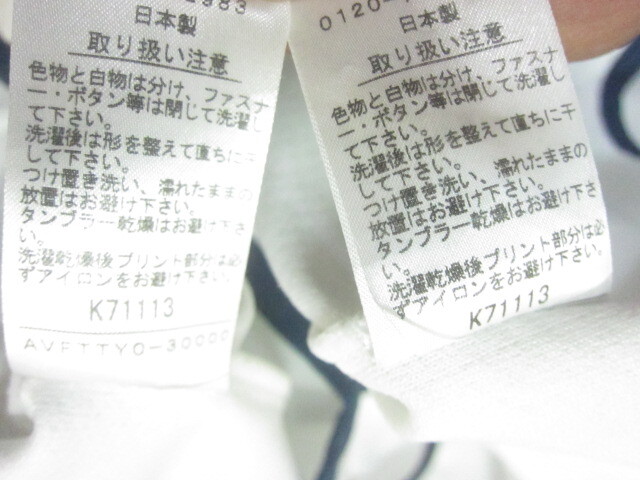 2983
日本製
取り扱い注意
色物と白物は分け、ファスナ
ー・ボタン等は閉じて洗濯し
て下さい。
洗濯後は形を整えて直ちに干
して下さい。
つけ置き洗い、濡れたままの
放置はお避け下さい。
タンブラー乾燥はお避け下さ
い。
洗濯乾燥後プリント部分は必
ずアイロンをお避け下さい。
K71113
AVFTTYO-30000
0120-
日本製
取り扱い注意
色物と白物は分け、ファスナ
ー・ボタン等は閉じて洗濯し
て下さい。
洗濯後は形を整えて直ちに干
して下さい。
つけ置き洗い、濡れたままの
放置はお避け下さい。
タンブラー乾燥はお避け下さ
い。
洗濯乾燥後プリント部分は必
ずアイロンをお避け下さい。
K71113